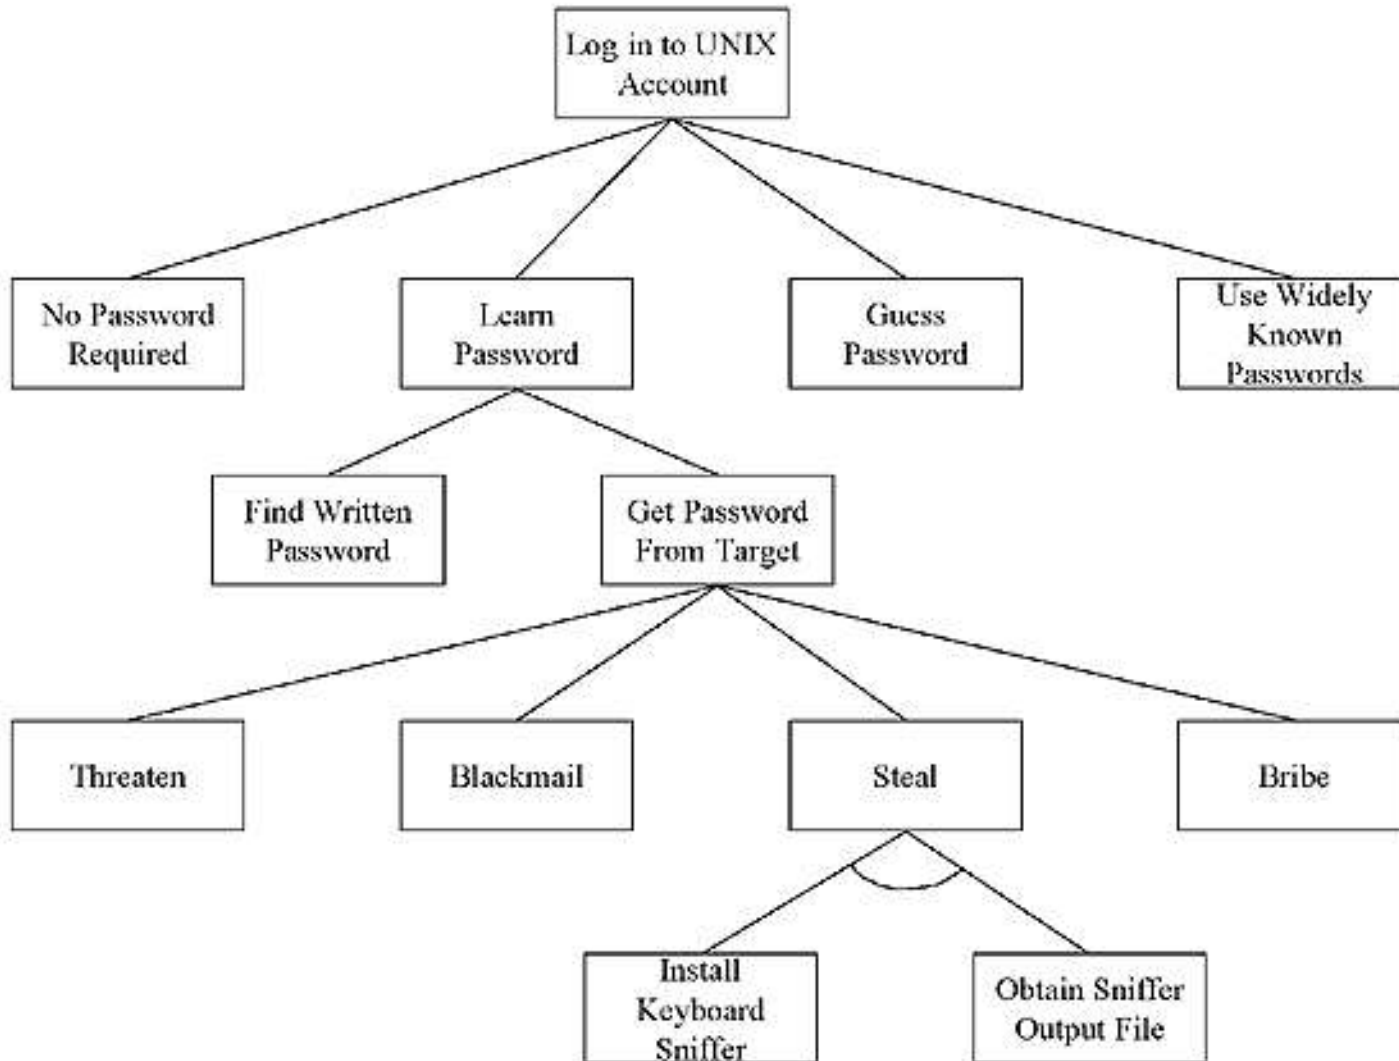 Log in to UNIX
Account
No Password
Required
Learn
Password
Guess
Password
Use Widely
Known
Passwords
Find Written
Password
Get Password
From Target
Threaten
Blackmail
Steal
Bribe
Install
Keyboard
Sniffer
Obtain Sniffer
Output File